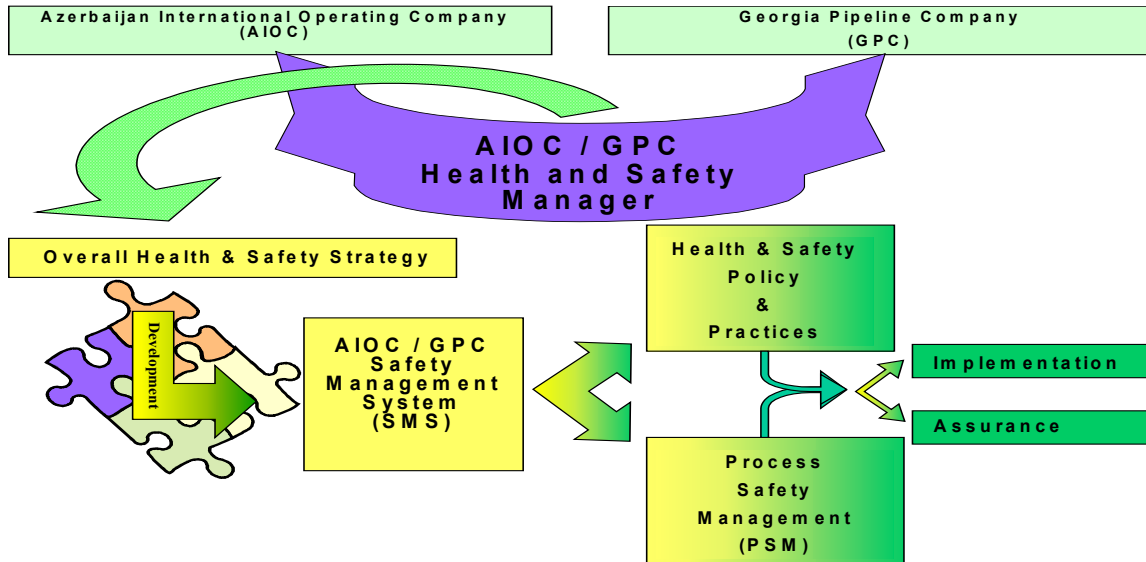 Azerbaijan International Operating Company
(AIOC)
Georgia Pipeline Company
(GPC)
AIOC / GPC
Health and Safety
Manager
Overall Health & Safety Strategy
Development
AIOC / GPC
Safety
Management
System
(SMS)
Health & Safety
Policy
&
Practices
Implementation
Assurance
Process
Safety
Management
(PSM)